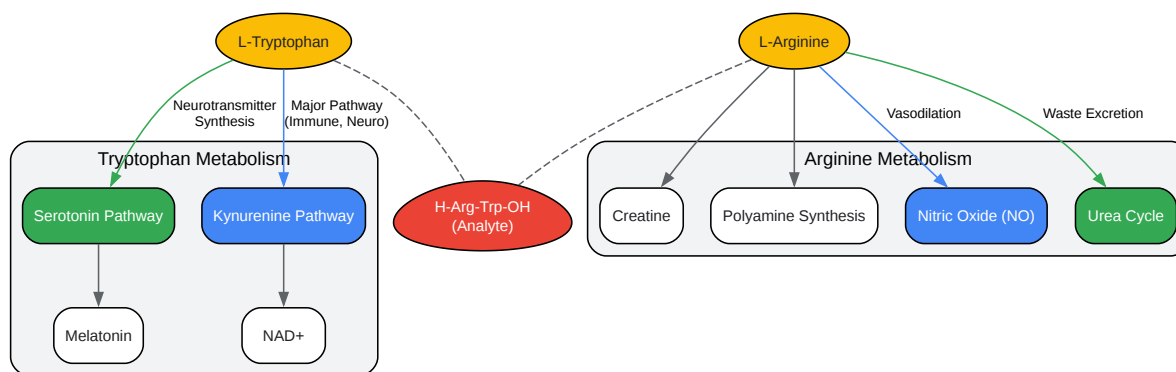 L-Tryptophan
L-Arginine
Neurotransmitter
Synthesis
Major Pathway
(Immune, Neuro)
Vasodilation
Waste Excretion
Tryptophan Metabolism
Arginine Metabolism
Serotonin Pathway
Kynurenine Pathway
H-Arg-Trp-OH
(Analyte)
Creatine
Polyamine Synthesis
Nitric Oxide (NO)
Urea Cycle
Melatonin
NAD+